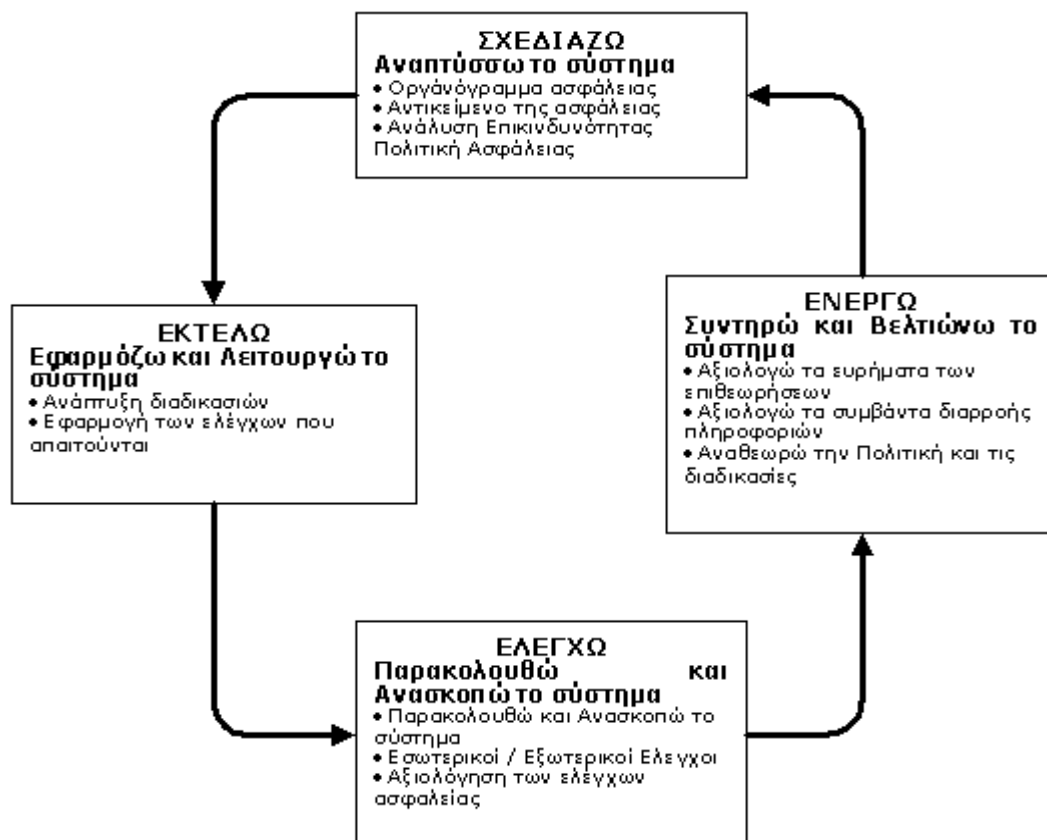 ΣΧΕΔΙΑΖΩ
Αναπτύσσω το σύστημα
• Οργάνόγραμμα ασφάλειας
• Αντικείμενο της ασφάλειας
• Ανάλυση Επικινδυνότητας
Πολιτική Ασφάλειας
ΕΚΤΕΛΩ
Εφαρμόζω και Λειτουργώ το
σύστημα
• Ανάπτυξη διαδικασιών
• Εφαρμογή των ελέγχων που
απαιτούνται
ΕΛΕΓΧΩ
Παρακολουθώ και
Ανασκοπώ το σύστημα
• Παρακολουθώ και Ανασκοπώ το
σύστημα
• Εσωτερικοί / Εξωτερικοί Ελεγχοι
• Αξιολόγηση των ελέγχων
ασφαλείας
ΕΝΕΡΓΩ
Συντηρώ και Βελτιώνω το
σύστημα
• Αξιολογώ τα ευρήματα των
επιθεωρήσεων
• Αξιολογώ τα συμβάντα διαρροής
πληροφοριών
• Αναθεωρώ την Πολιτική και τις
διαδικασίες